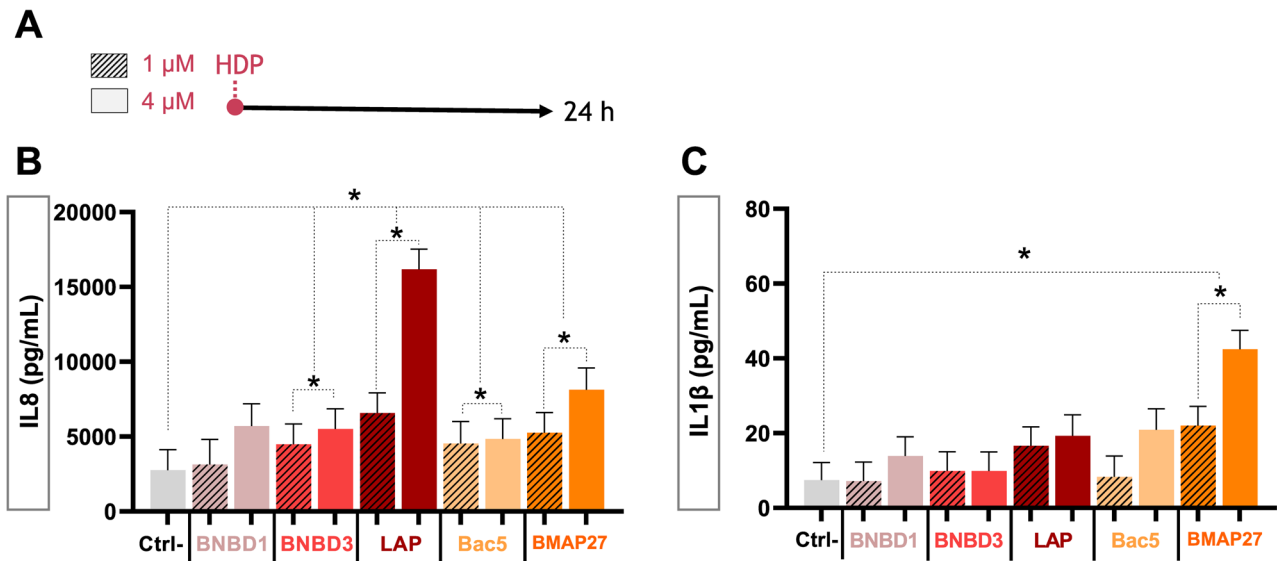 A
1 µM HDP
4 µM
24 h
B
IL8 (pg/mL)
20000
15000
10000
5000
0
*
*
*
*
*
Ctrl- BNBD1 BNBD3 LAP Bac5 BMAP27
C
IL1β (pg/mL)
80
60
40
20
0
*
*
Ctrl- BNBD1 BNBD3 LAP Bac5 BMAP27